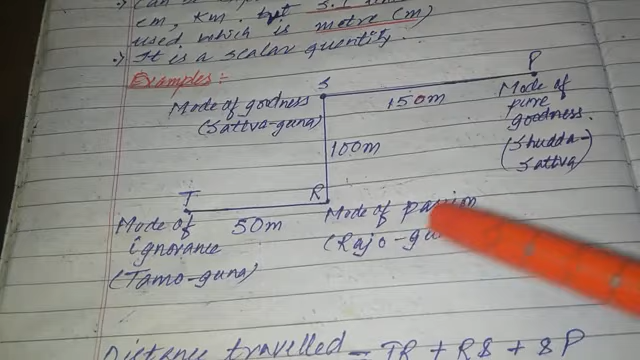 cm, km. but S.I.
used which is metre (m)
→ It is a scalar quantity.
Examples:-
S
P
150m
Mode of goodness
(Sattva-guna)
Mode of
pure
goodness.
(Shudda-
Sattva)
100m
T
R
50m
Mode of
ignorance
(Tamo-guna)
Mode of passion
(Rajo-gu
Distance travelled = TR + RS + SP